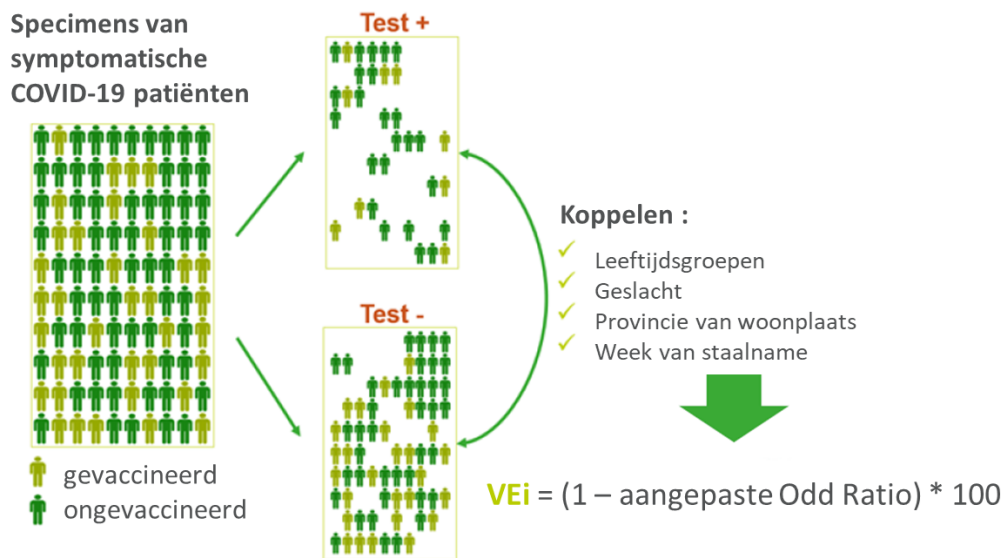 Specimens van
symptomatische
COVID-19 patiënten
Test +
Koppelen :
Leeftijdsgroepen
Geslacht
Provincie van woonplaats
Week van staalname
Test -
gevaccineerd
ongevaccineerd
VEi = (1 – aangepaste Odd Ratio) * 100